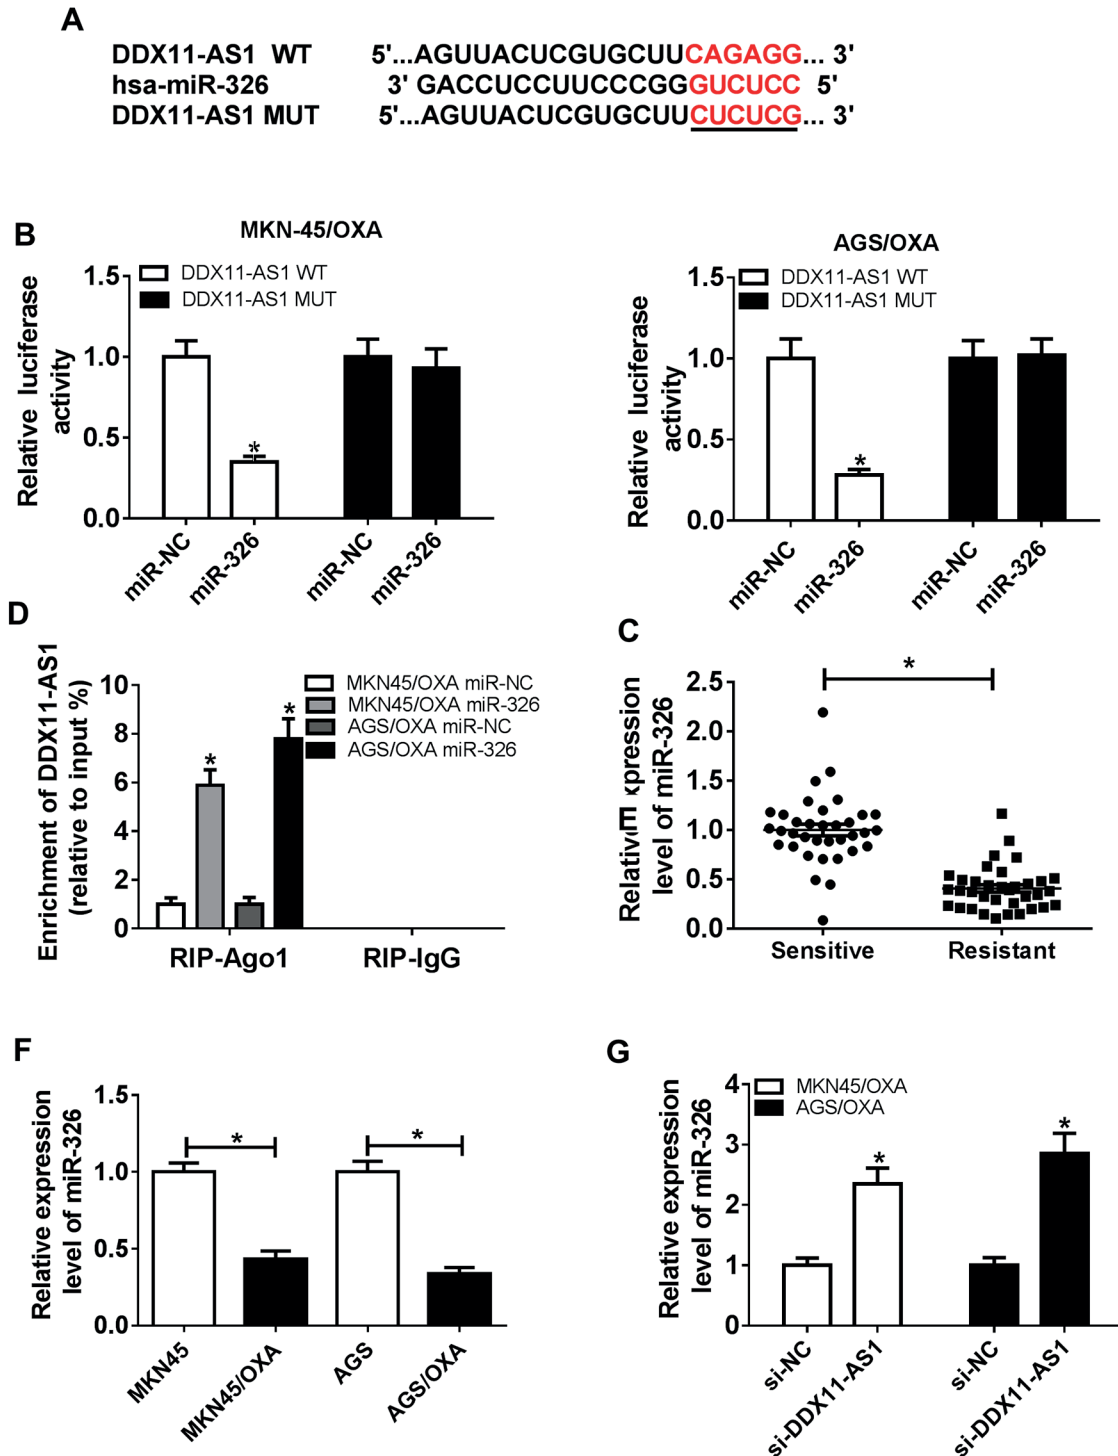 A
DDX11-AS1 WT 5'...AGUUACUCGUGCUUCAGAGG... 3'
hsa-miR-326 3' GACCUCCUUCCCGGGUCUCC 5'
DDX11-AS1 MUT 5'...AGUUACUCGUGCUUCUCUCG... 3'
B
MKN-45/OXA
Relative luciferase
activity
1.5
1.0
0.5
0.0
DDX11-AS1 WT
DDX11-AS1 MUT
*
miR-NC
miR-326
miR-NC
miR-326
AGS/OXA
Relative luciferase
activity
1.5
1.0
0.5
0.0
DDX11-AS1 WT
DDX11-AS1 MUT
*
miR-NC
miR-326
miR-NC
miR-326
D
Enrichment of DDX11-AS1
(relative to input %)
10
8
6
4
2
0
MKN45/OXA miR-NC
MKN45/OXA miR-326
AGS/OXA miR-NC
AGS/OXA miR-326
*
*
RIP-Ago1
RIP-IgG
C
E
Relative expression
level of miR-326
2.5
2.0
1.5
1.0
0.5
0.0
*
Sensitive
Resistant
F
Relative expression
level of miR-326
1.5
1.0
0.5
0.0
*
*
MKN45
MKN45/OXA
AGS
AGS/OXA
G
Relative expression
level of miR-326
4
3
2
1
0
MKN45/OXA
AGS/OXA
*
*
si-NC
si-DDX11-AS1
si-NC
si-DDX11-AS1